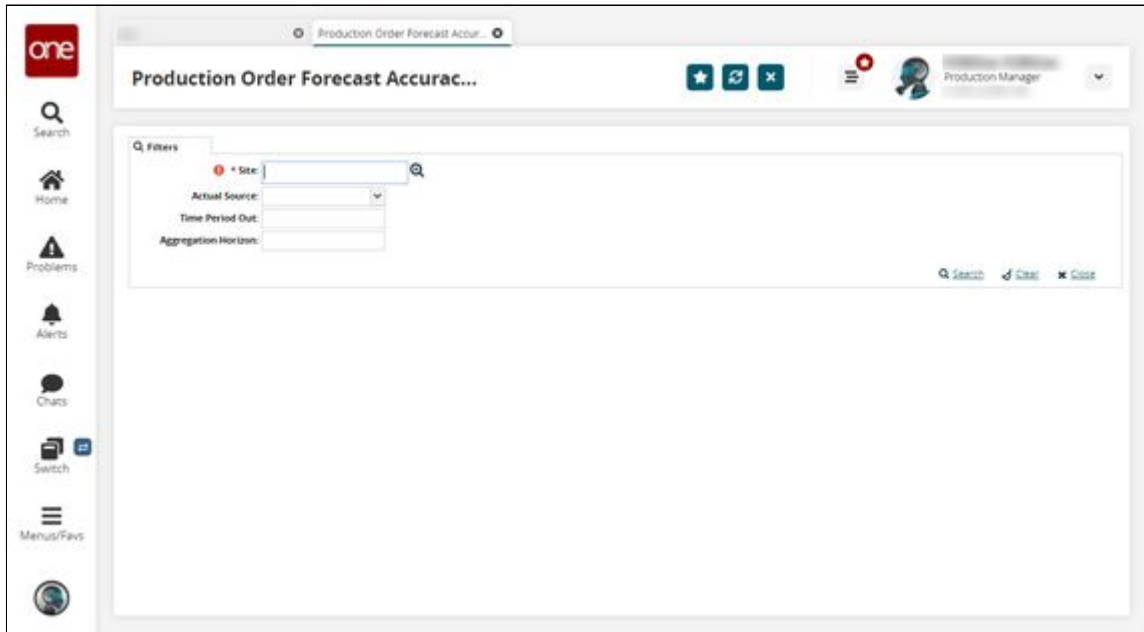 one
Production Order Forecast Accur...
Production Order Forecast Accurac...
Production Manager
Search
Home
Problems
Alerts
Chats
Switch
Menus/Favs
Filters
* Site:
Actual Source:
Time Period Out:
Aggregation Horizon:
Search Clear Close